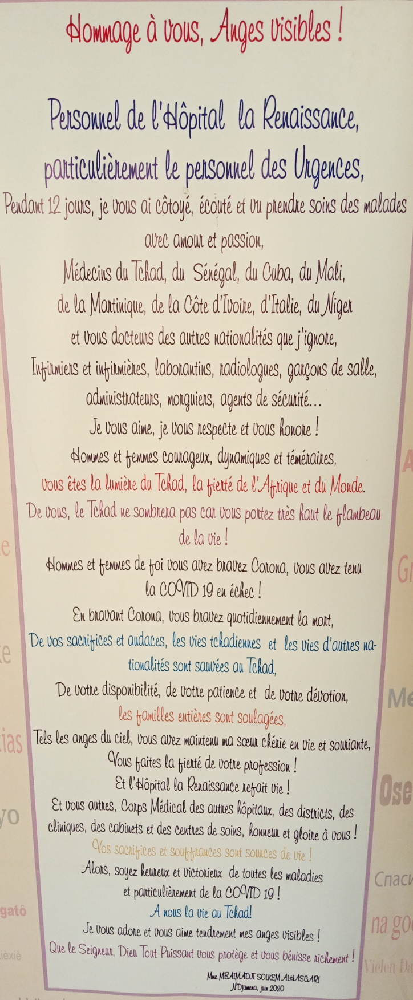 Hommage à vous, Anges visibles !
Personnel de l'Hôpital la Renaissance,
particulièrement le personnel des Urgences,
Pendant 12 jours, je vous ai côtoyé, écouté et vu prendre soins des malades
avec amour et passion,
Médecins du Tchad, du Sénégal, du Cuba, du Mali,
de la Martinique, de la Côte d'Ivoire, d'Italie, du Niger
et vous docteurs des autres nationalités que j'ignore,
Infirmiers et infirmières, laborantins, radiologues, garçons de salle,
administrateurs, morguiers, agents de sécurité...
Je vous aime, je vous respecte et vous honore !
Hommes et femmes courageux, dynamiques et téméraires,
vous êtes la lumière du Tchad, la fierté de l'Afrique et du Monde.
De vous, le Tchad ne sombrera pas car vous portez très haut le flambeau
de la vie !
Hommes et femmes de foi vous avez bravez Corona, vous avez tenu
la COVID 19 en échec !
En bravant Corona, vous bravez quotidiennement la mort,
De vos sacrifices et audaces, les vies tchadiennes et les vies d'autres na-
tionalités sont sauvées au Tchad,
De votre disponibilité, de votre patience et de votre dévotion,
les familles entières sont soulagées,
Tels les anges du ciel, vous avez maintenu ma sœur chérie en vie et souriante,
Vous faites la fierté de votre profession !
Et l'Hôpital la Renaissance refait vie !
Et vous autres, Corps Médical des autres hôpitaux, des districts, des
cliniques, des cabinets et des centres de soins, honneur et gloire à vous !
Vos sacrifices et souffrances sont sources de vie !
Alors, soyez heureux et victorieux de toutes les maladies
et particulièrement de la COVID 19 !
A nous la vie au Tchad!
Je vous adore et vous aime tendrement mes anges visibles !
Que le Seigneur, Dieu Tout Puissant vous protège et vous bénisse richement !
Mme MBAIMADJI SOLKEM ALHASCARI
N'Djamena, juin 2020
e
A
Gr
ke
Me
ias
Ose
yo
Спаси
gatô
na go
ièxiè
Vielen Da